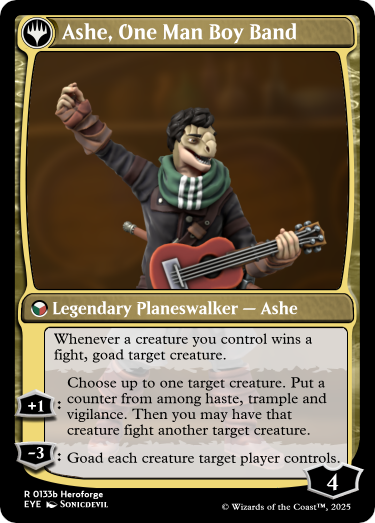 Ashe, One Man Boy Band
Legendary Planeswalker — Ashe
Whenever a creature you control wins a
fight, goad target creature.
Choose up to one target creature. Put a
counter from among haste, trample and
+1: vigilance. Then you may have that
creature fight another target creature.
-3: Goad each creature target player controls.
4
R 0133b Heroforge
EYE Sonicdevil
© Wizards of the Coast™, 2025